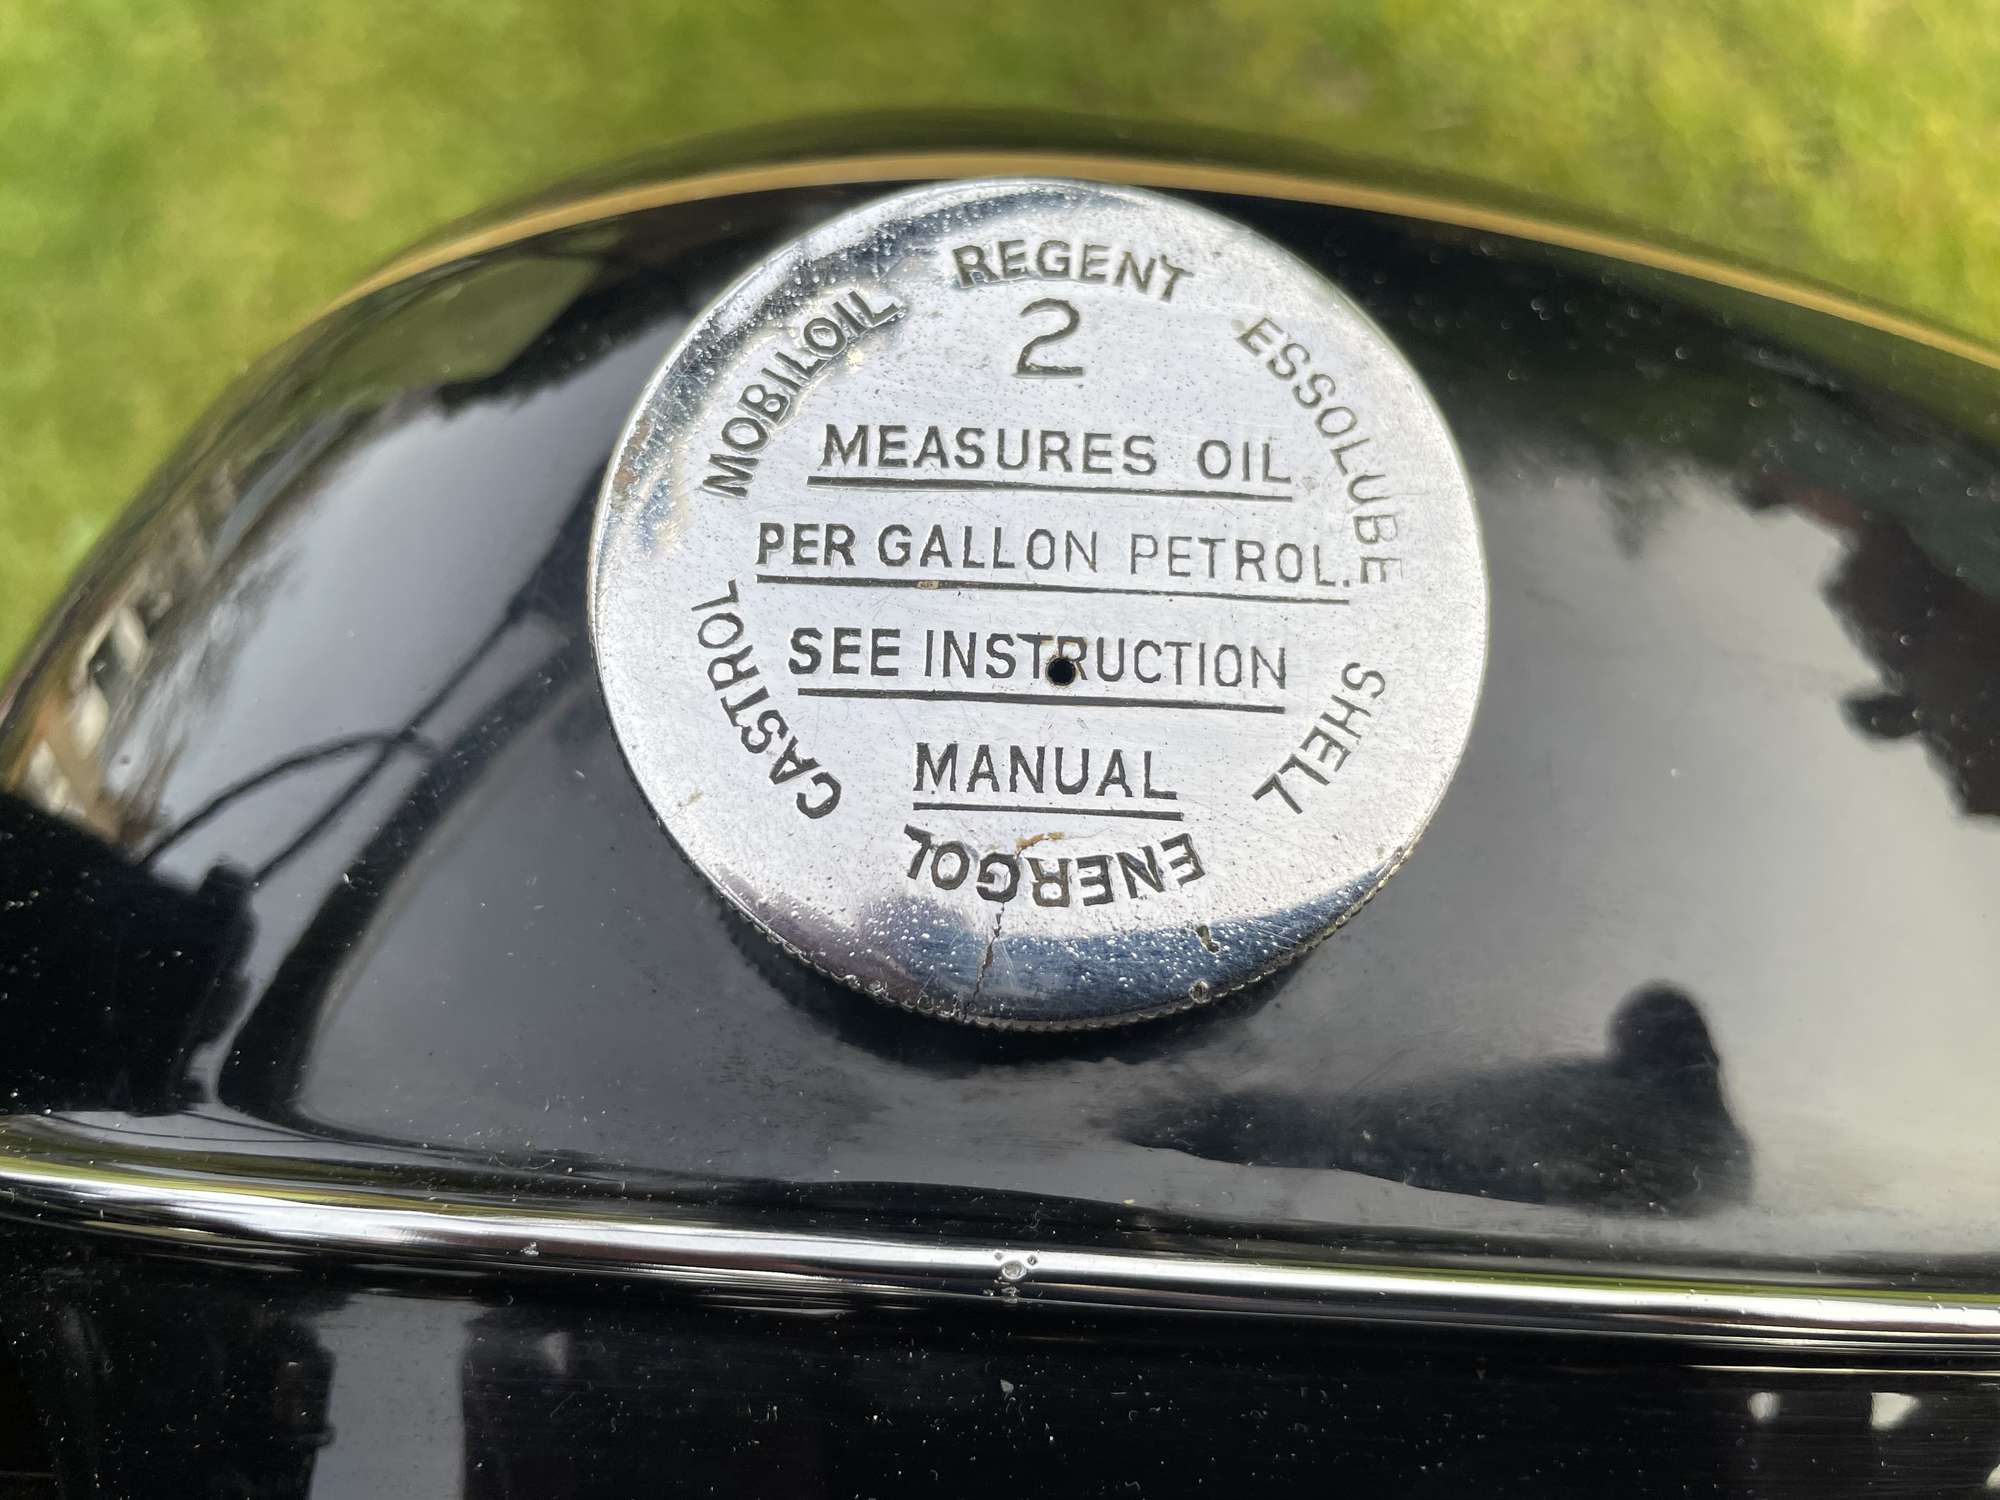 REGENT
ESSOLUBE
SHELL
ENERGOL
CASTROL
MOBILOIL
2
MEASURES OIL
PER GALLON PETROL.
SEE INSTRUCTION
MANUAL